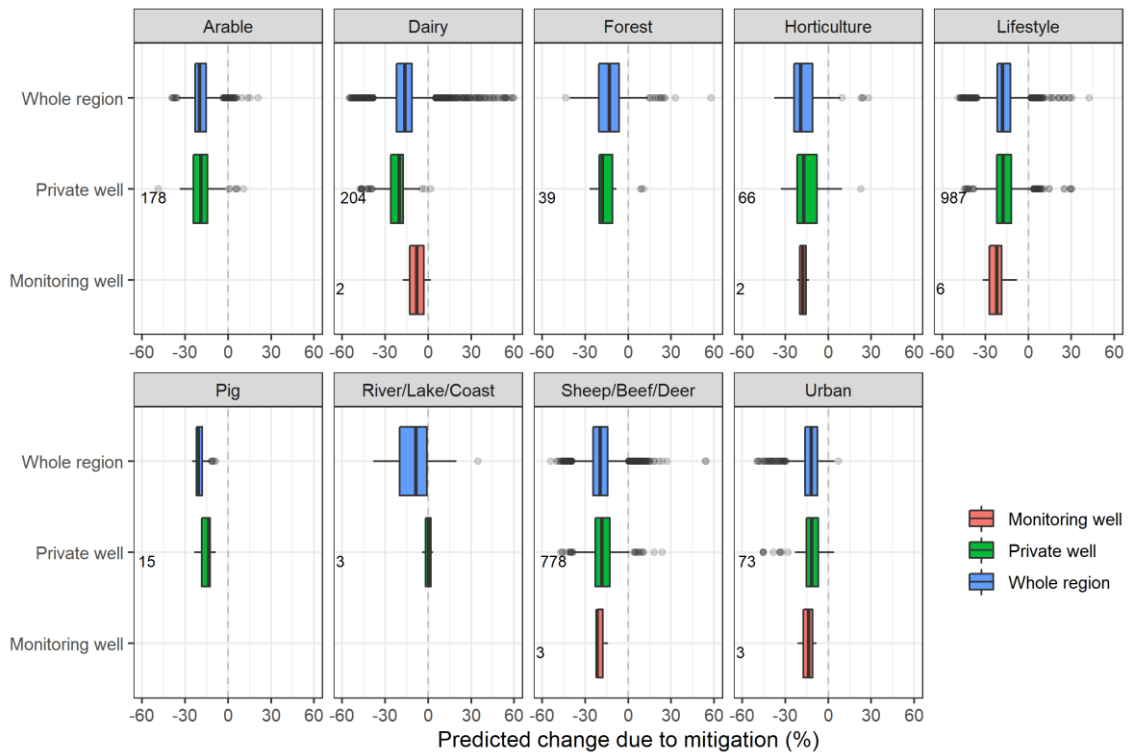 Arable
Dairy
Forest
Horticulture
Lifestyle
Whole region
Private well
Monitoring well
178
204
39
66
987
2
2
6
-60 -30 0 30 60
-60 -30 0 30 60
-60 -30 0 30 60
-60 -30 0 30 60
-60 -30 0 30 60
Pig
River/Lake/Coast
Sheep/Beef/Deer
Urban
Whole region
Private well
Monitoring well
15
3
778
73
3
3
-60 -30 0 30 60
-60 -30 0 30 60
-60 -30 0 30 60
-60 -30 0 30 60
Predicted change due to mitigation (%)
Monitoring well
Private well
Whole region